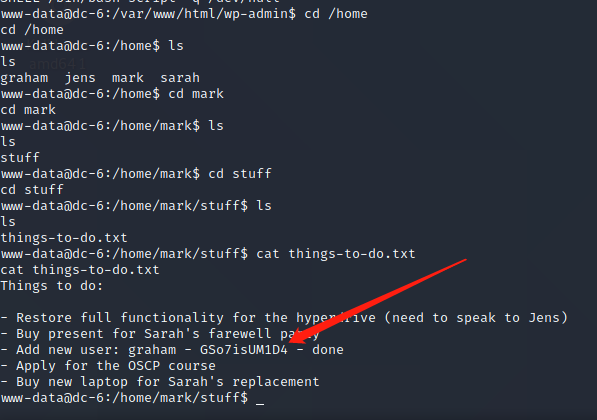 www-data@dc-6:/var/www/html/wp-admin$ cd /home
cd /home
www-data@dc-6:/home$ ls
ls
graham  jens  mark  sarah
www-data@dc-6:/home$ cd mark
cd mark
www-data@dc-6:/home/mark$ ls
ls
stuff
www-data@dc-6:/home/mark$ cd stuff
cd stuff
www-data@dc-6:/home/mark/stuff$ ls
ls
things-to-do.txt
www-data@dc-6:/home/mark/stuff$ cat things-to-do.txt
cat things-to-do.txt
Things to do:
- Restore full functionality for the hyperdrive (need to speak to Jens)
- Buy present for Sarah's farewell party
- Add new user: graham - GSo7isUM1D4 - done
- Apply for the OSCP course
- Buy new laptop for Sarah's replacement
www-data@dc-6:/home/mark/stuff$ _